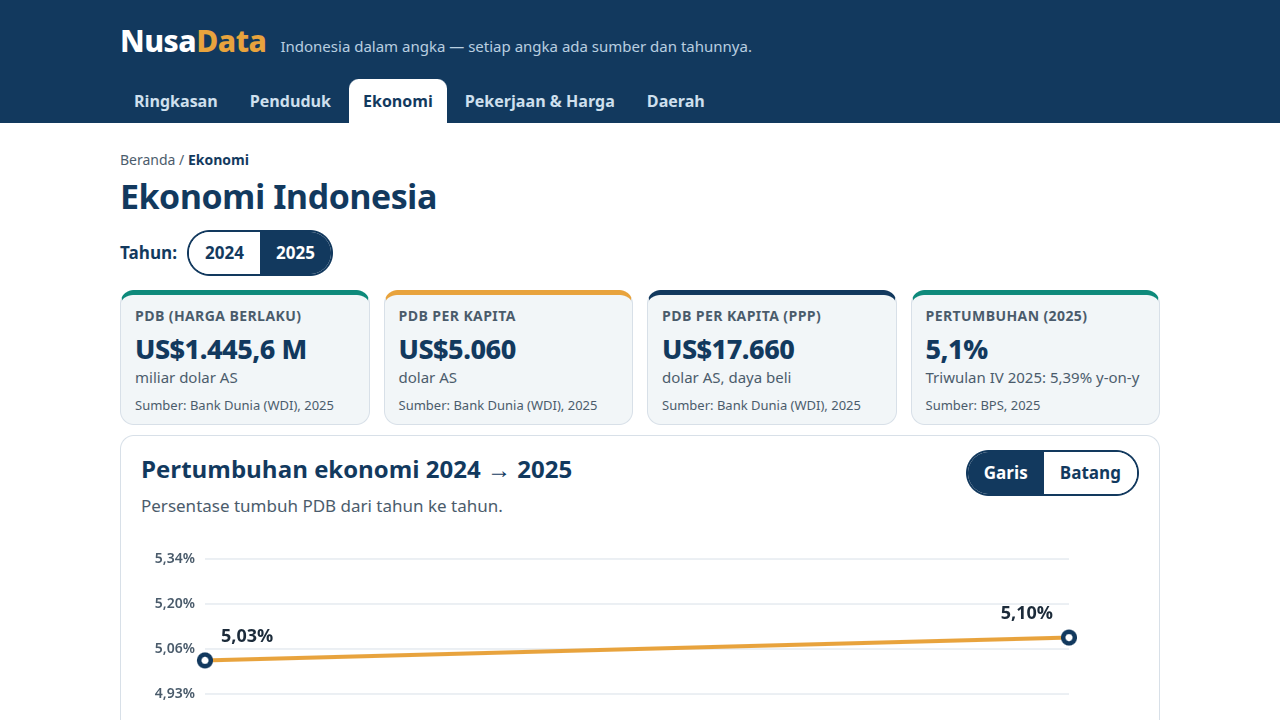 NusaData Indonesia dalam angka — setiap angka ada sumber dan tahunnya.
Ringkasan Penduduk Ekonomi Pekerjaan & Harga Daerah
Beranda / Ekonomi
Ekonomi Indonesia
Tahun: 2024 2025
PDB (HARGA BERLAKU)
US$1.445,6 M
miliar dolar AS
Sumber: Bank Dunia (WDI), 2025
PDB PER KAPITA
US$5.060
dolar AS
Sumber: Bank Dunia (WDI), 2025
PDB PER KAPITA (PPP)
US$17.660
dolar AS, daya beli
Sumber: Bank Dunia (WDI), 2025
PERTUMBUHAN (2025)
5,1%
Triwulan IV 2025: 5,39% y-on-y
Sumber: BPS, 2025
Pertumbuhan ekonomi 2024 → 2025
Garis Batang
Persentase tumbuh PDB dari tahun ke tahun.
5,34%
5,20%
5,10%
5,03%
5,06%
4,93%